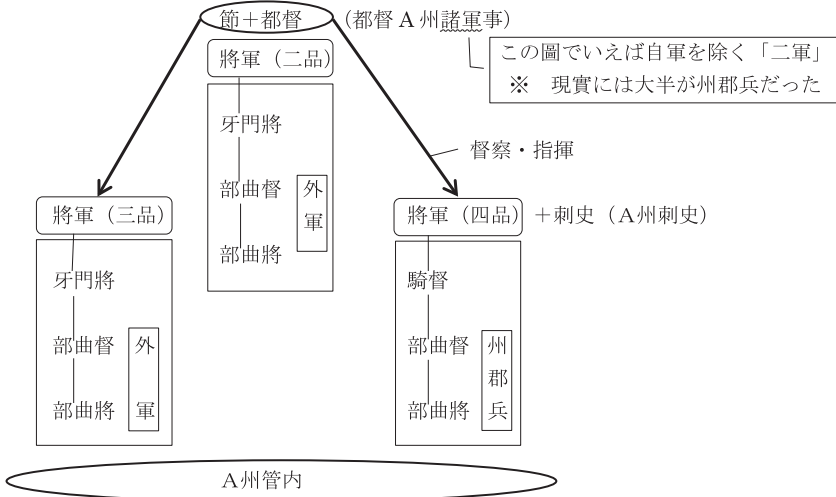 節＋都督 （都督A州諸軍事）
この圖でいえば自軍を除く「二軍」
※　現實には大半が州郡兵だった
將軍（二品）
牙門將
部曲督
部曲將
外軍
督察・指揮
將軍（三品）
牙門將
部曲督
部曲將
外軍
將軍（四品） ＋刺史（A州刺史）
騎督
部曲督
部曲將
州郡兵
A州管内